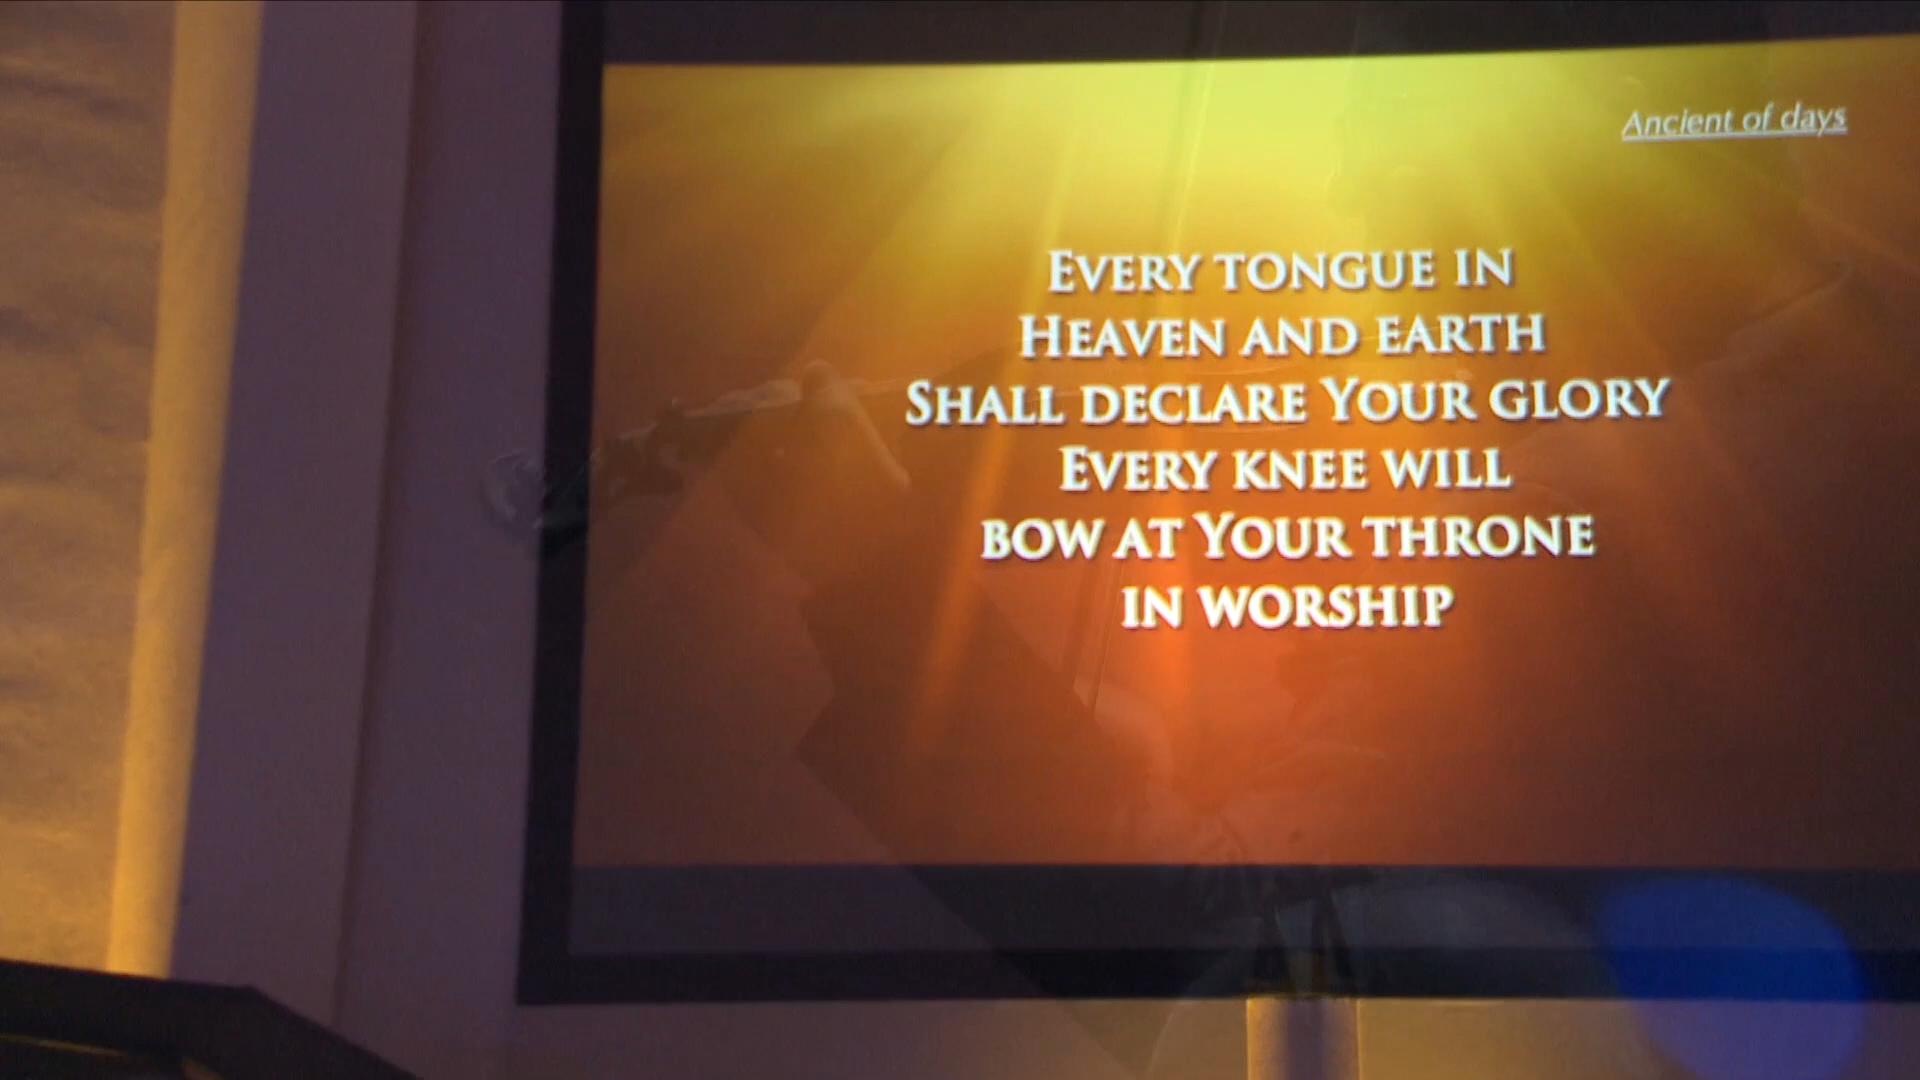 Ancient of days
Every tongue in
Heaven and earth
Shall declare Your glory
Every knee will
bow at Your throne
in worship